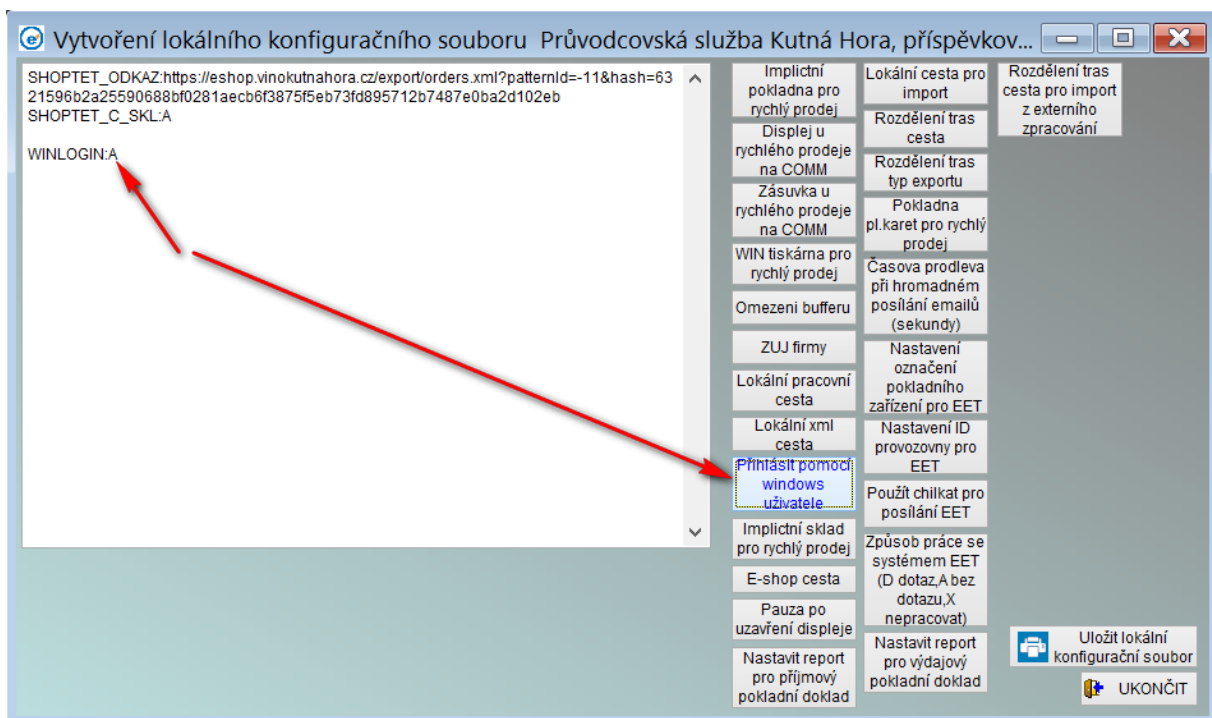 Vytvoření lokálního konfiguračního souboru Průvodcovská služba Kutná Hora, příspěvkov...
SHOPTET_ODKAZ:https://eshop.vinokutnahora.cz/export/orders.xml?patternId=-11&hash=63
21596b2a25590688bf0281aecb6f3875f5eb73fd895712b7487e0ba2d102eb
SHOPTET_C_SKL:A
WINLOGIN:A
Implictní
pokladna pro
rychlý prodej
Displej u
rychlého prodeje
na COMM
Zásuvka u
rychlého prodeje
na COMM
WIN tiskárna pro
rychlý prodej
Omezeni bufferu
ZUJ firmy
Lokální pracovní
cesta
Lokální xml
cesta
Přihlásit pomocí
windows
uživatele
Implictní sklad
pro rychlý prodej
E-shop cesta
Pauza po
uzavření displeje
Nastavit report
pro příjmový
pokladní doklad
Lokální cesta pro
import
Rozdělení tras
cesta
Rozdělení tras
typ exportu
Pokladna
pl.karet pro rychlý
prodej
Časova prodleva
při hromadném
posílání emailů
(sekundy)
Nastavení
označení
pokladního
zařízení pro EET
Nastavení ID
provozovny pro
EET
Použít chilkat pro
posílání EET
Způsob práce se
systémem EET
(D dotaz,A bez
dotazu,X
nepracovat)
Nastavit report
pro výdajový
pokladní doklad
Rozdělení tras
cesta pro import
z externího
zpracování
Uložit lokální
konfigurační soubor
UKONČIT